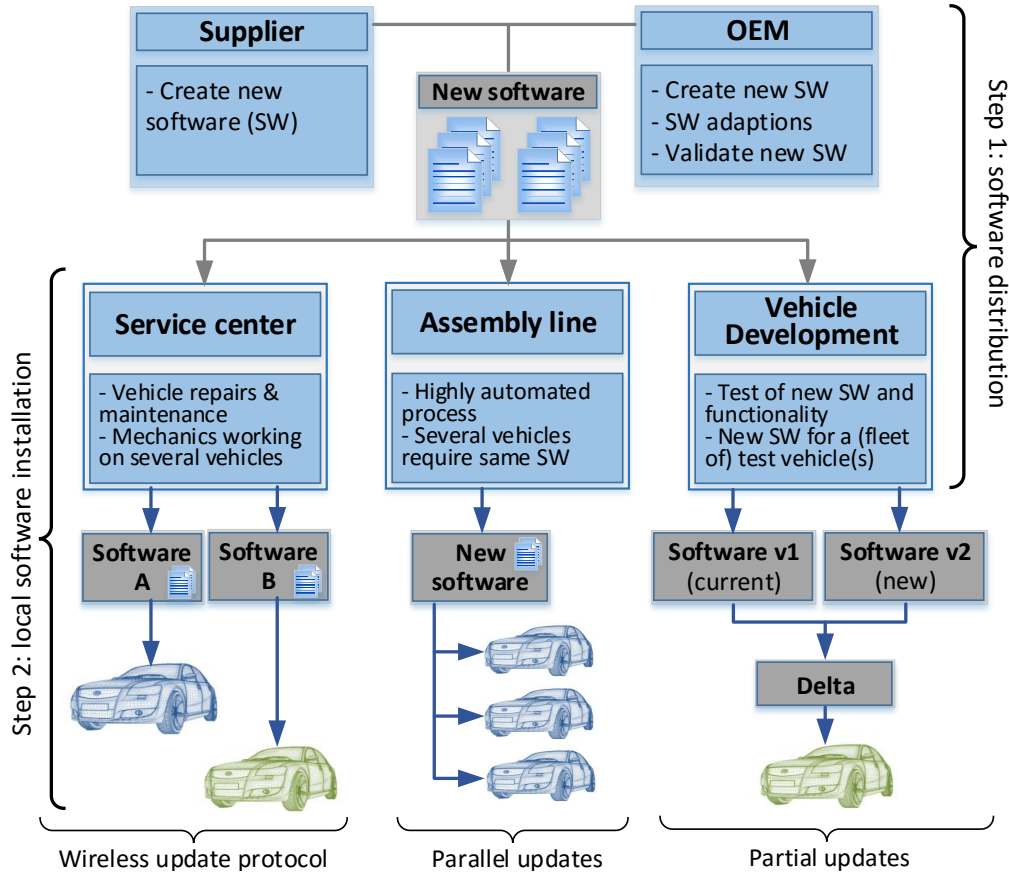 Supplier
- Create new
software (SW)
New software
OEM
- Create new SW
- SW adaptions
- Validate new SW
Step 1: software distribution
Step 2: local software installation
Service center
- Vehicle repairs &
maintenance
- Mechanics working
on several vehicles
Assembly line
- Highly automated
process
- Several vehicles
require same SW
Vehicle
Development
- Test of new SW and
functionality
- New SW for a (fleet
of) test vehicle(s)
Software
A
Software
B
New
software
Software v1
(current)
Software v2
(new)
Delta
Wireless update protocol
Parallel updates
Partial updates